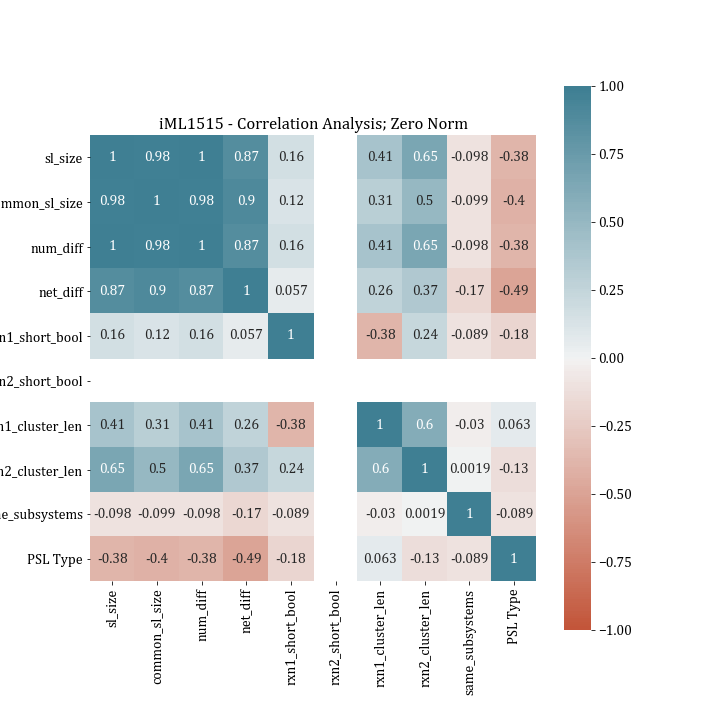 iML1515 - Correlation Analysis; Zero Norm
1.00
0.75
0.50
0.25
0.00
−0.25
−0.50
−0.75
−1.00
sl_size 1 0.98 1 0.87 0.16 0.41 0.65 -0.098 -0.38
mmon_sl_size 0.98 1 0.98 0.9 0.12 0.31 0.5 -0.099 -0.4
num_diff 1 0.98 1 0.87 0.16 0.41 0.65 -0.098 -0.38
net_diff 0.87 0.9 0.87 1 0.057 0.26 0.37 -0.17 -0.49
n1_short_bool 0.16 0.12 0.16 0.057 1 -0.38 0.24 -0.089 -0.18
n2_short_bool
n1_cluster_len 0.41 0.31 0.41 0.26 -0.38 1 0.6 -0.03 0.063
n2_cluster_len 0.65 0.5 0.65 0.37 0.24 0.6 1 0.0019 -0.13
ne_subsystems -0.098 -0.099 -0.098 -0.17 -0.089 -0.03 0.0019 1 -0.089
PSL Type -0.38 -0.4 -0.38 -0.49 -0.18 0.063 -0.13 -0.089 1
sl_size
common_sl_size
num_diff
net_diff
rxn1_short_bool
rxn2_short_bool
rxn1_cluster_len
rxn2_cluster_len
same_subsystems
PSL Type